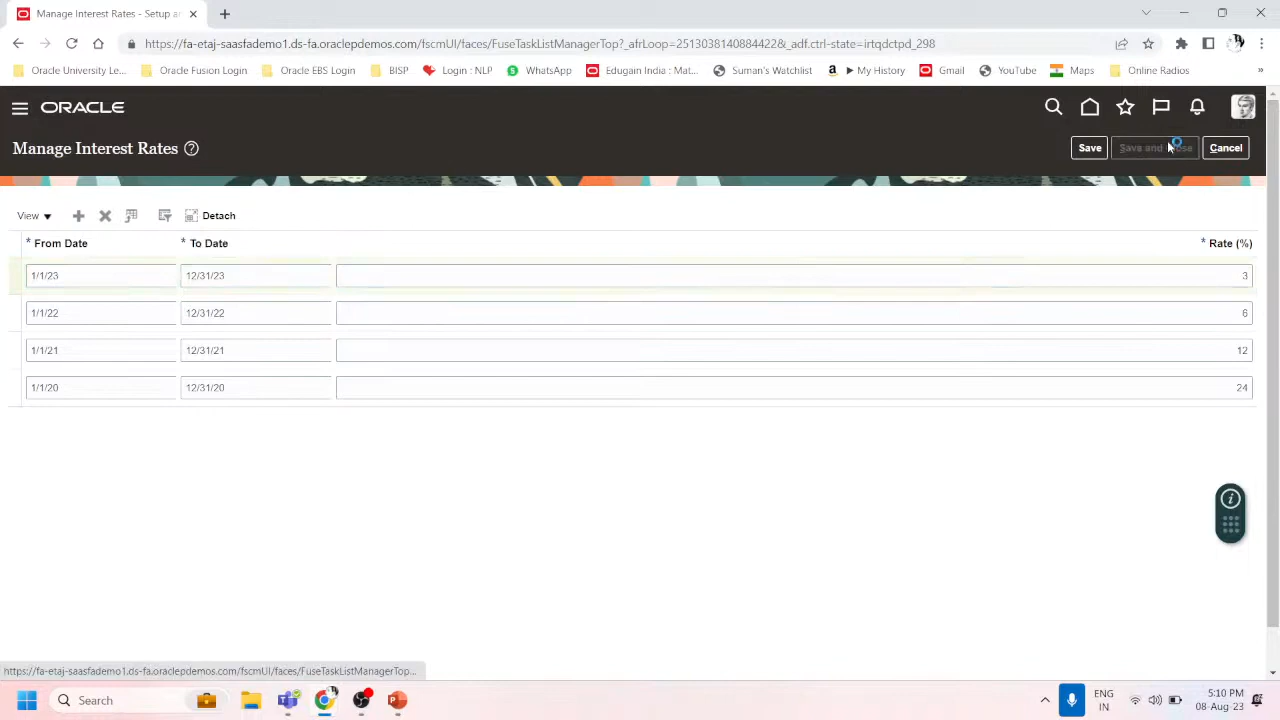 Manage Interest Rates - Setup ar
https://fa-etaj-saasfademo1.ds-fa.oraclepdemos.com/fscmUI/faces/FuseTaskListManagerTop?_afrLoop=25130381408844228&_adf.ctrl-state=irtqdctpd_298
Oracle University Le... Oracle Fusion Login Oracle EBS Login BISP Login : NLP WhatsApp Edugain India : Mat... Suman's Watchlist ▶ My History Gmail YouTube Maps Online Radios »
ORACLE
Manage Interest Rates Save Save and Close Cancel
View ▼ Detach
* From Date * To Date * Rate (%)
1/1/23 12/31/23 3
1/1/22 12/31/22 6
1/1/21 12/31/21 12
1/1/20 12/31/20 24
https://fa-etaj-saasfademo1.ds-fa.oraclepdemos.com/fscmUI/faces/FuseTaskListManagerTop...
Search
ENG
IN
5:10 PM
08-Aug-23